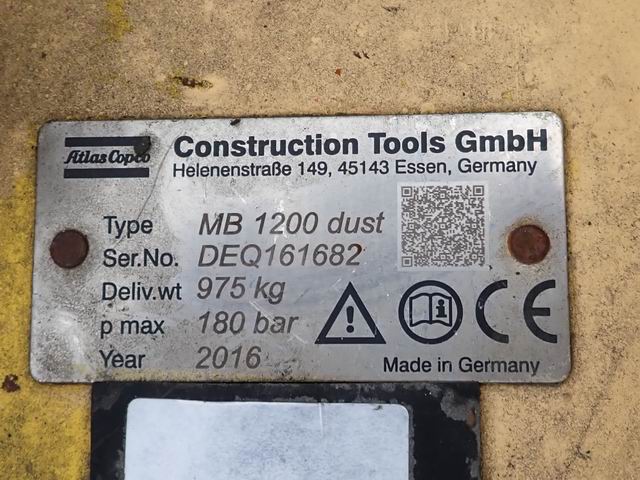 Atlas Copco
Construction Tools GmbH
Helenenstraße 149, 45143 Essen, Germany
Type MB 1200 dust
Ser.No. DEQ161682
Deliv.wt 975 kg
p max 180 bar
Year 2016
CE
Made in Germany